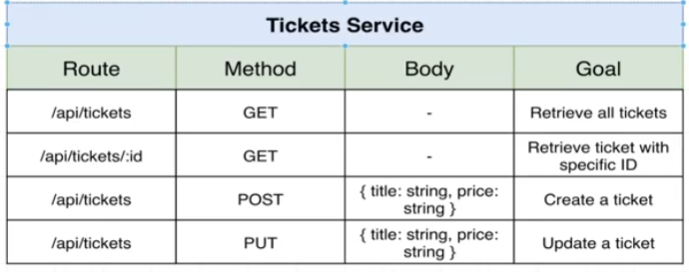 Tickets Service
Route Method Body Goal
/api/tickets GET - Retrieve all tickets
/api/tickets/:id GET - Retrieve ticket with
specific ID
/api/tickets POST { title: string, price:
string } Create a ticket
/api/tickets PUT { title: string, price:
string } Update a ticket